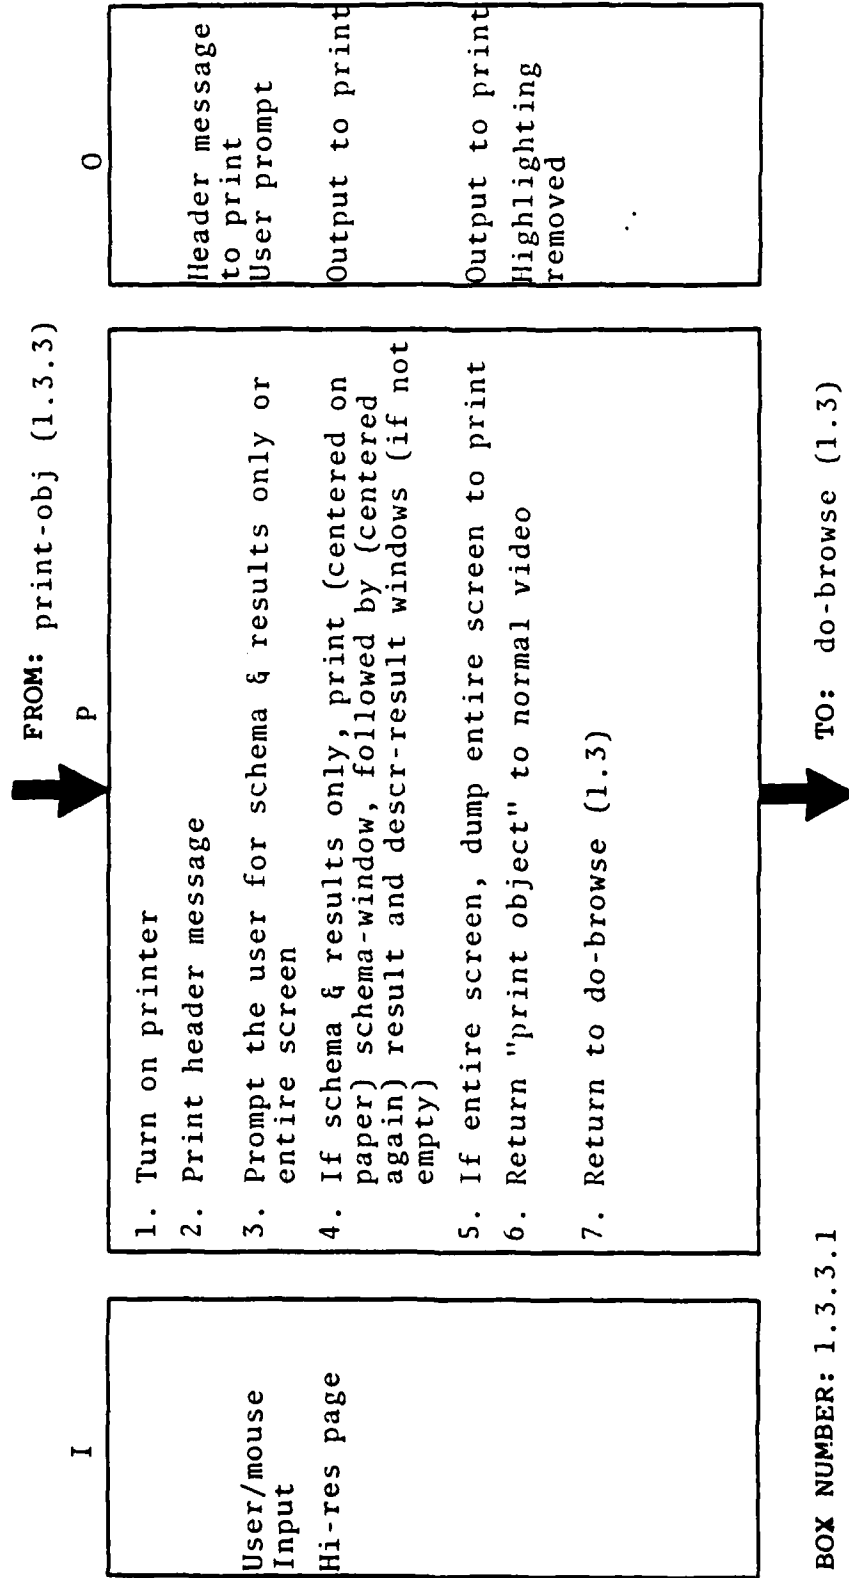 FROM: print-obj (1.3.3)
I
P
O
User/mouse
Input
Hi-res page
1. Turn on printer
2. Print header message
3. Prompt the user for schema & results only or
entire screen
4. If schema & results only, print (centered on
paper) schema-window, followed by (centered
again) result and descr-result windows (if not
empty)
5. If entire screen, dump entire screen to print
6. Return "print object" to normal video
7. Return to do-browse (1.3)
Header message
to print
User prompt
Output to print
Output to print
Highlighting
removed
BOX NUMBER: 1.3.3.1
TO: do-browse (1.3)